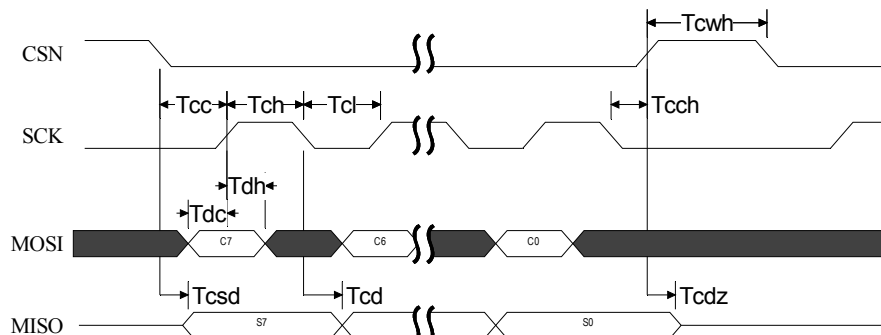 Tcwh
CSN
Tcc Tch Tcl Tcch
SCK
Tdh
Tdc
MOSI C7 C6 C0
Tcsd Tcd Tcdz
MISO S7 S0